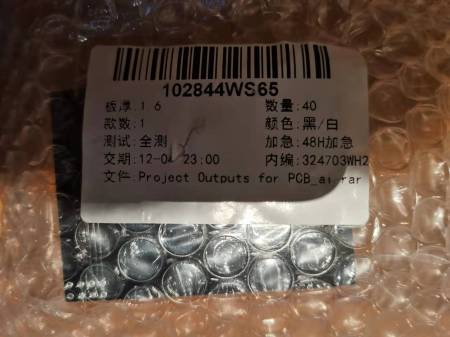 102844WS65
板厚:1 6 数量:40
款数:1 颜色:黑/白
测试:全测 加急:48H加急
交期:12-04 23:00 内编:324703WH2
文件:Project Outputs for PCB_ai rar